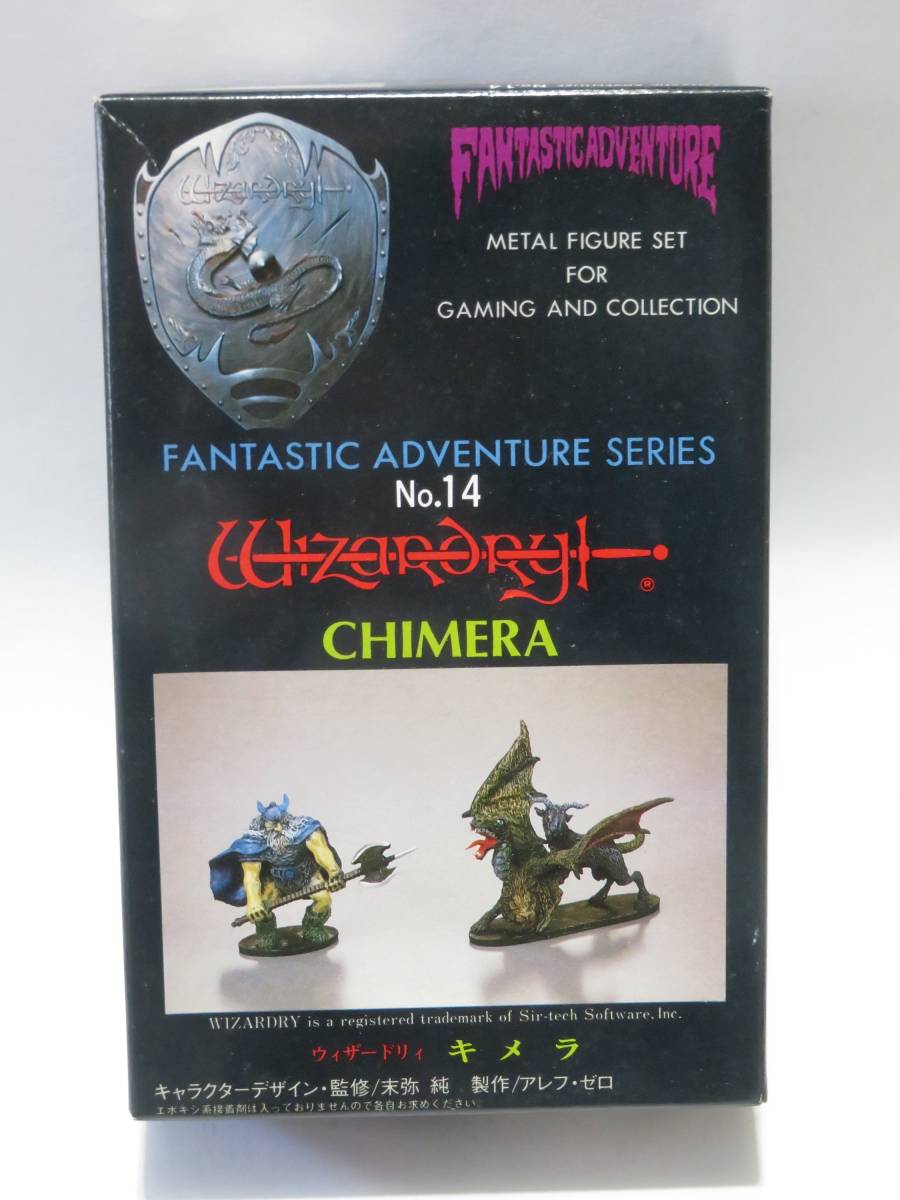 Wizardry
FANTASTIC ADVENTURE
METAL FIGURE SET
FOR
GAMING AND COLLECTION
FANTASTIC ADVENTURE SERIES
No.14
Wizardry®
CHIMERA
WIZARDRY is a registered trademark of Sir-tech Software, Inc.
ウィザードリィ キメラ
キャラクターデザイン・監修/末弥 純 製作/アレフ・ゼロ
エポキシ系接着剤は入っておりませんので各自お求めください。